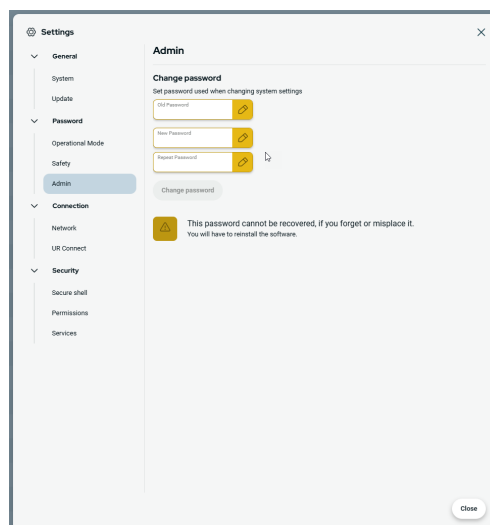 Settings
General
System
Update
Password
Operational Mode
Safety
Admin
Connection
Network
UR Connect
Security
Secure shell
Permissions
Services
Admin
Change password
Set password used when changing system settings
Old Password
New Password
Repeat Password
Change password
This password cannot be recovered, if you forget or misplace it.
You will have to reinstall the software.
Close